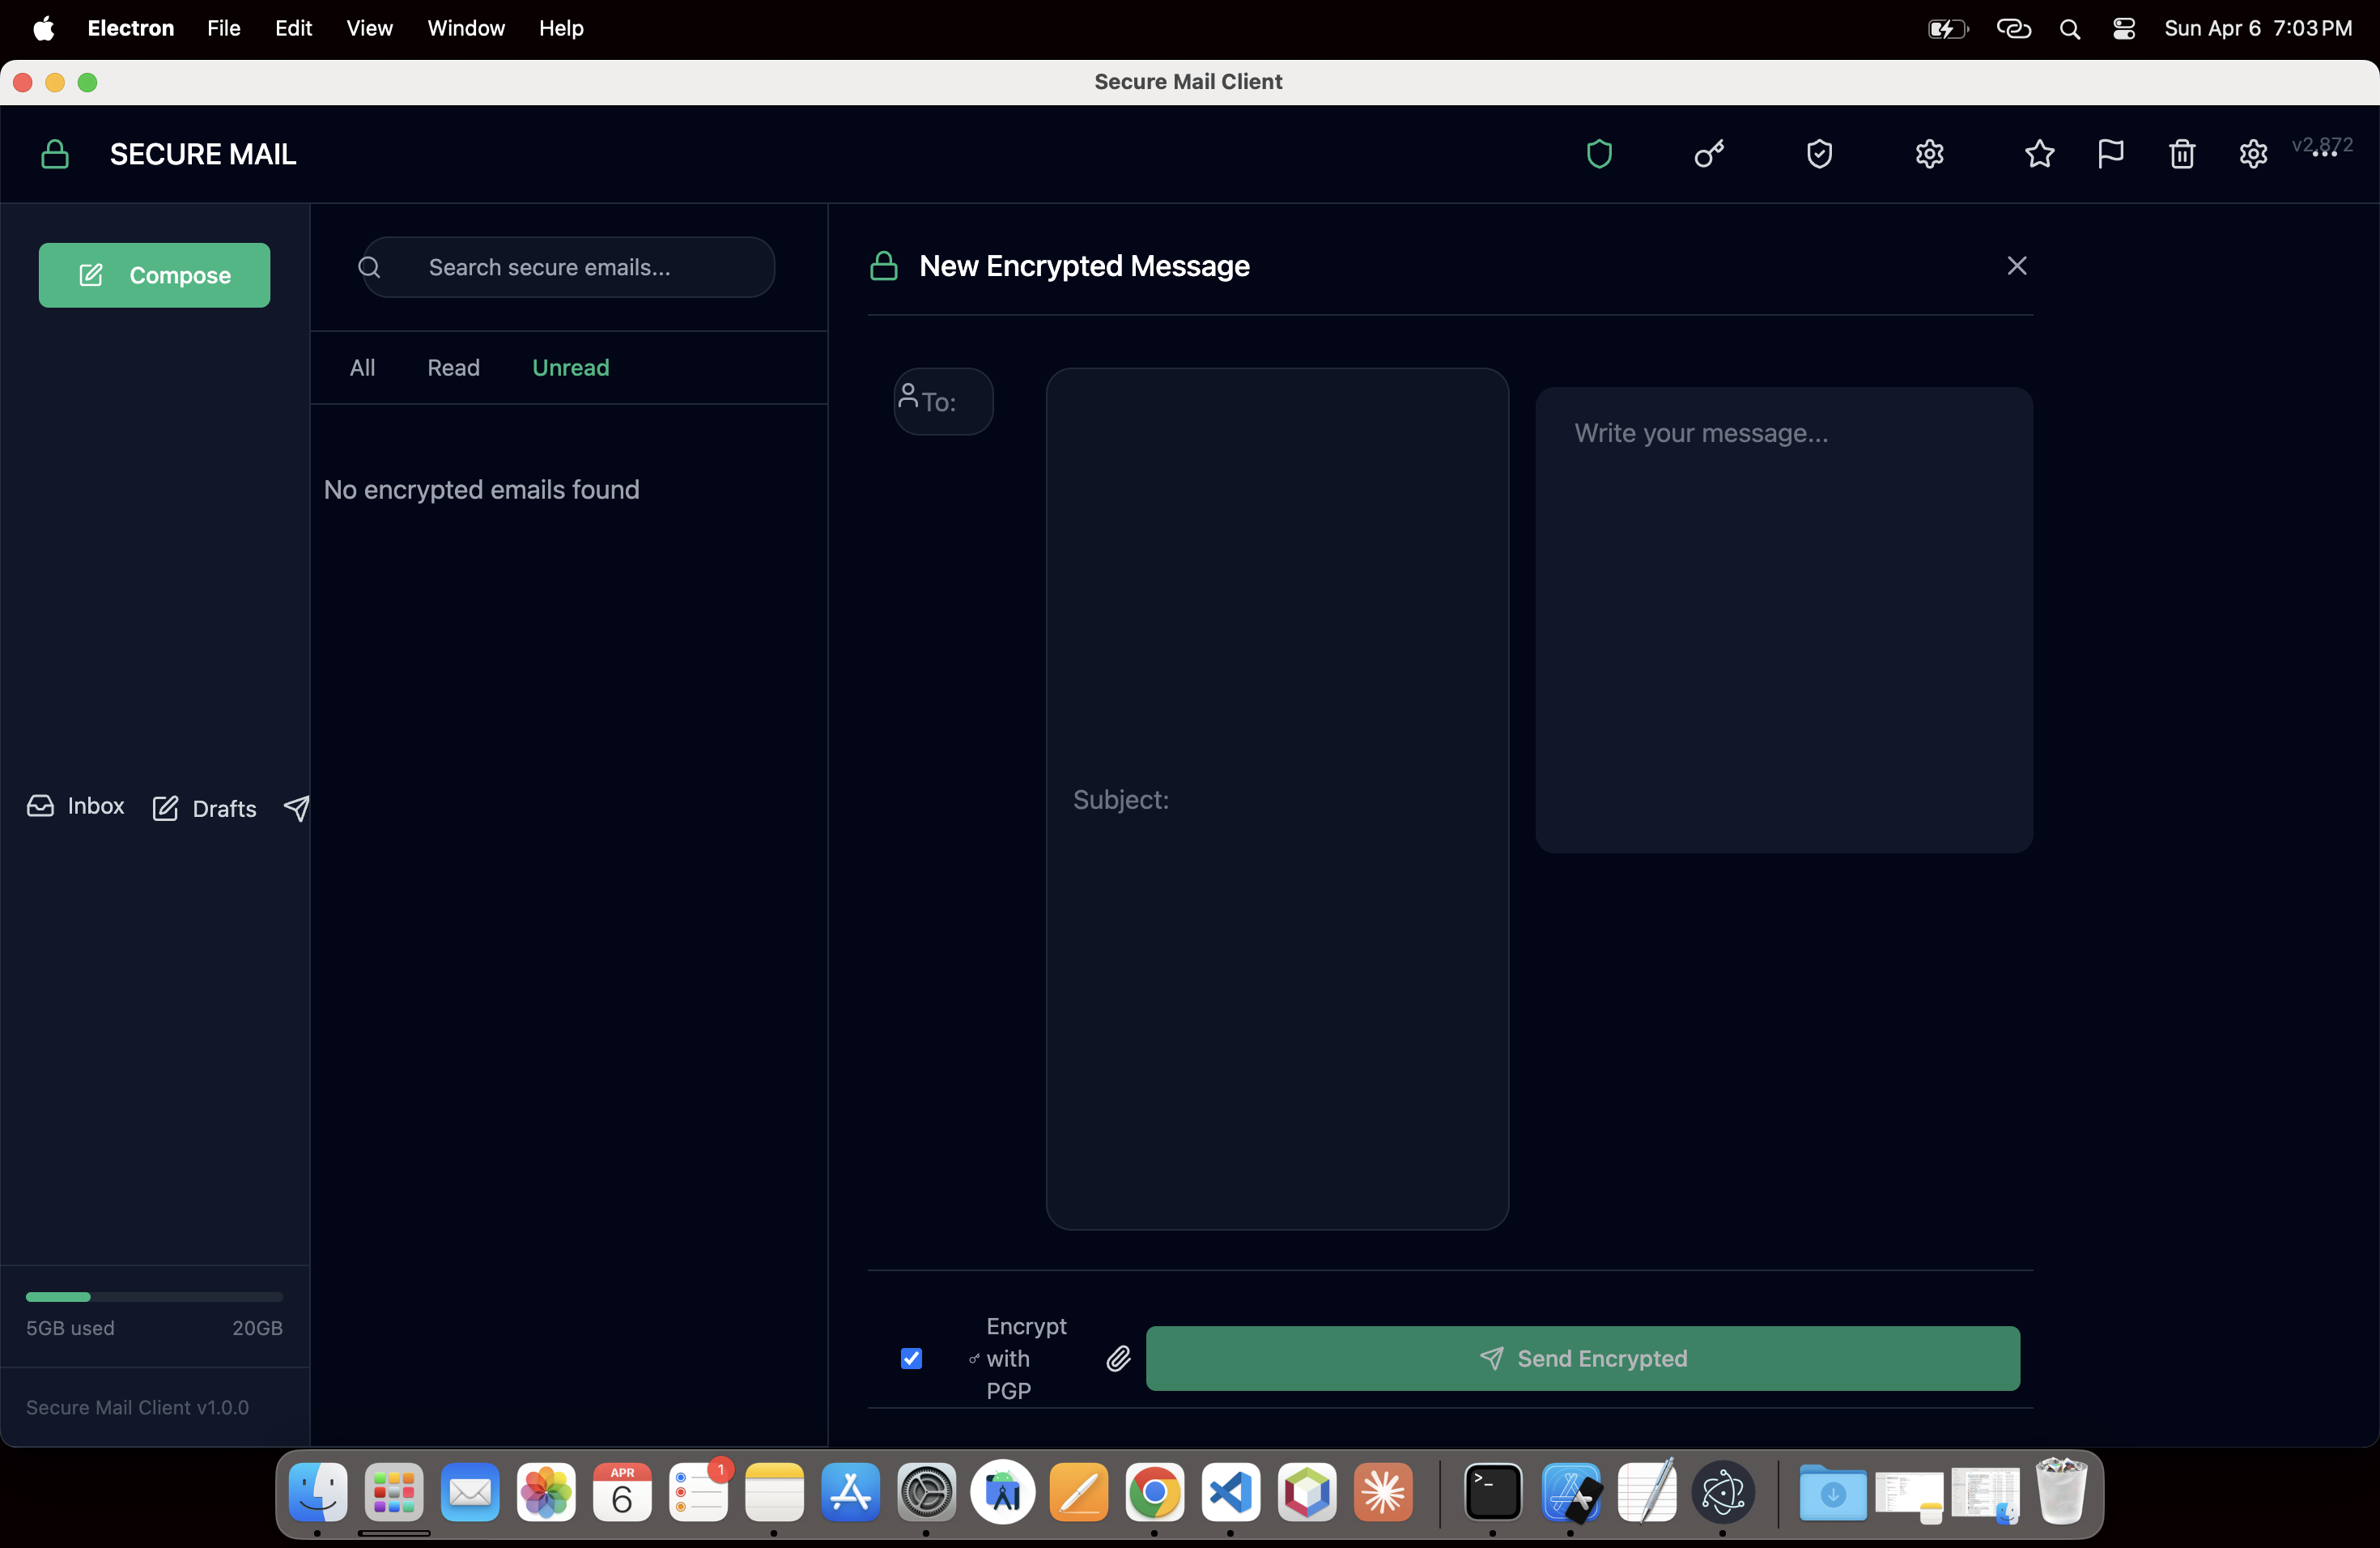 Electron File Edit View Window Help
Sun Apr 6 7:03 PM
Secure Mail Client
SECURE MAIL
v2.872
Compose
Search secure emails...
New Encrypted Message
All Read Unread
To:
Write your message...
No encrypted emails found
Subject:
Inbox Drafts
5GB used 20GB
Encrypt
with
PGP
Send Encrypted
Secure Mail Client v1.0.0
APR
6
1
>_